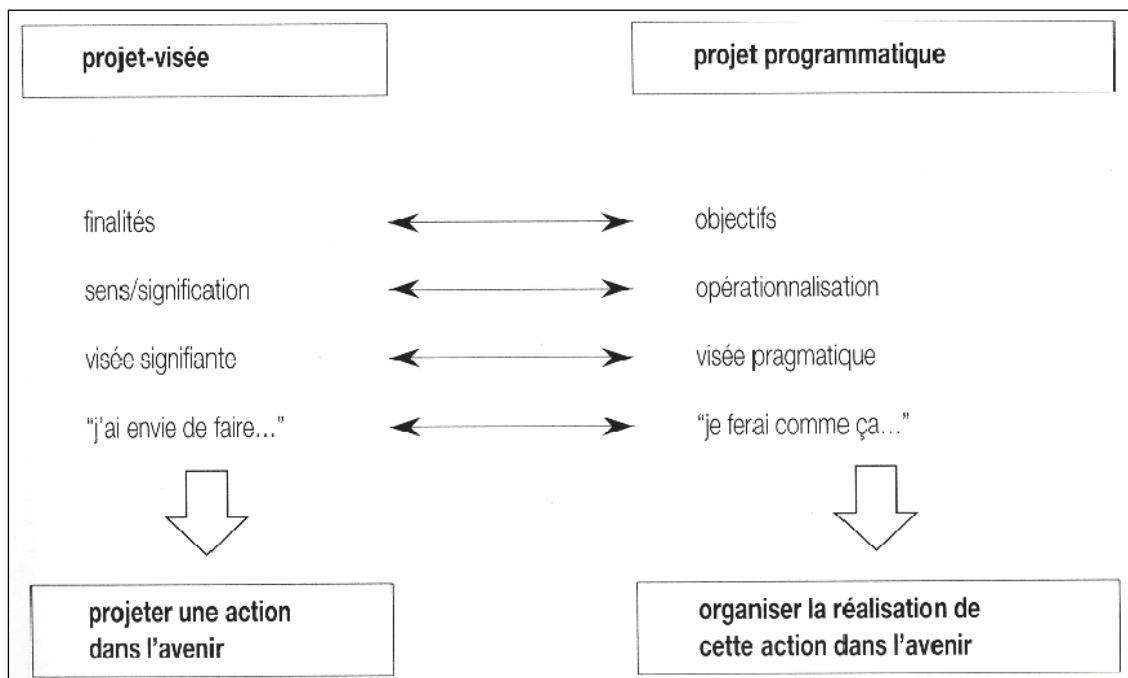 projet-visée
projet programmatique
finalités
objectifs
sens/signification
opérationnalisation
visée signifiante
visée pragmatique
“j’ai envie de faire...”
“je ferai comme ça...”
projeter une action
dans l’avenir
organiser la réalisation de
cette action dans l’avenir